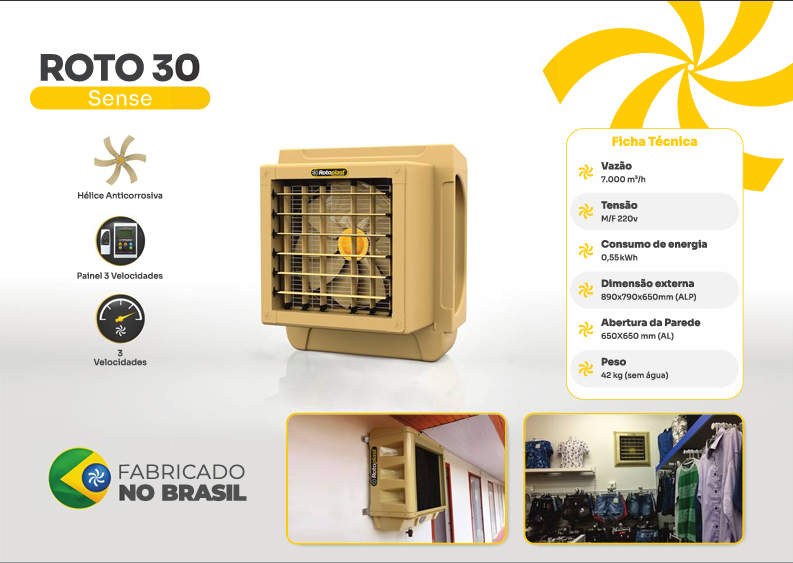 ROTO 30
Sense
Hélice Anticorrosiva
Painel 3 Velocidades
3
Velocidades
Rotoplast
Ficha Técnica
Vazão
7.000 m³/h
Tensão
M/F 220v
Consumo de energia
0,55kWh
Dimensão externa
890x790x650mm (ALP)
Abertura da Parede
650X650 mm (AL)
Peso
42 kg (sem água)
FABRICADO
NO BRASIL
Rotoplast